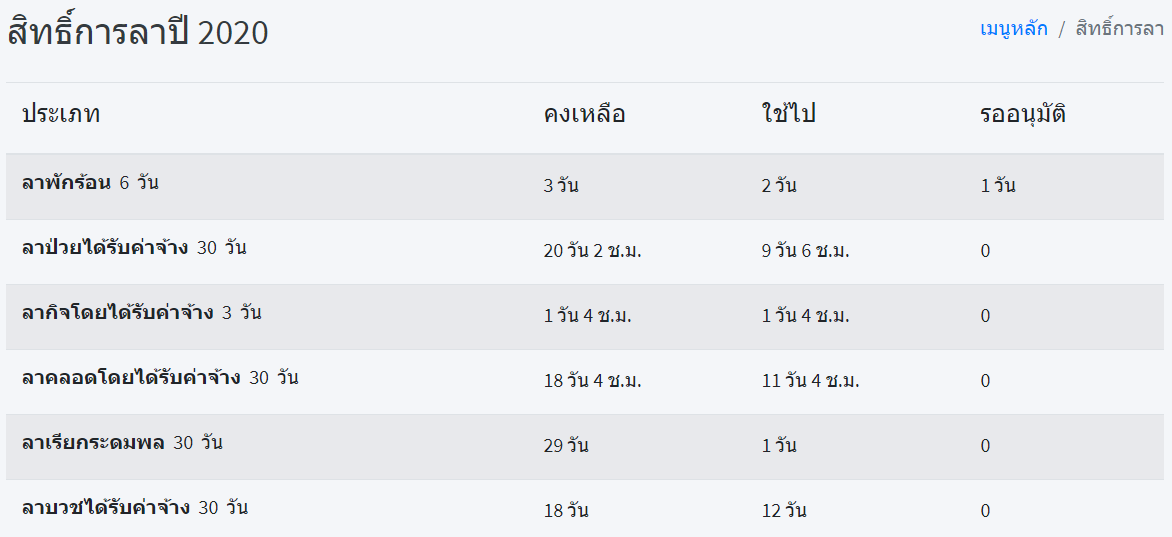 สิทธิ์การลาปี 2020
เมนูหลัก / สิทธิ์การลา
ประเภท คงเหลือ ใช้ไป รออนุมัติ
ลาพักร้อน 6 วัน 3 วัน 2 วัน 1 วัน
ลาป่วยได้รับค่าจ้าง 30 วัน 20 วัน 2 ช.ม. 9 วัน 6 ช.ม. 0
ลากิจโดยได้รับค่าจ้าง 3 วัน 1 วัน 4 ช.ม. 1 วัน 4 ช.ม. 0
ลาคลอดโดยได้รับค่าจ้าง 30 วัน 18 วัน 4 ช.ม. 11 วัน 4 ช.ม. 0
ลาเรียกระดมพล 30 วัน 29 วัน 1 วัน 0
ลาบวชได้รับค่าจ้าง 30 วัน 18 วัน 12 วัน 0